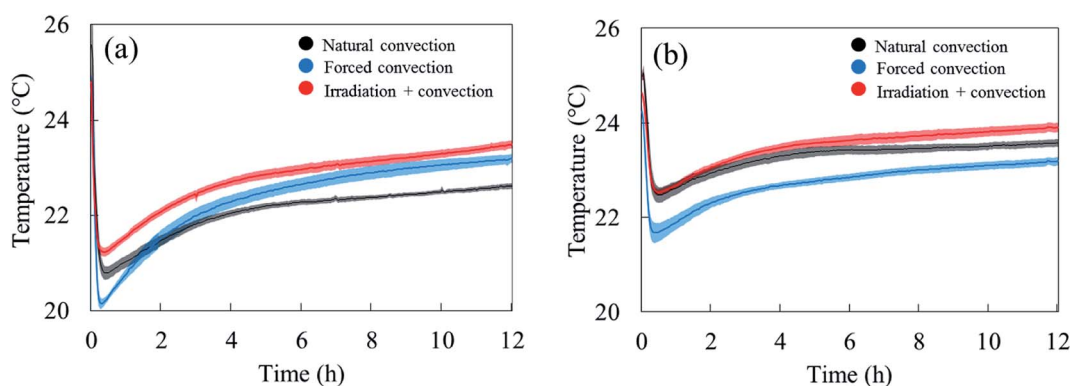 (a)
Natural convection
Forced convection
Irradiation + convection
Temperature (°C)
26
24
22
20
0 2 4 6 8 10 12
Time (h)
(b)
Natural convection
Forced convection
Irradiation + convection
Temperature (°C)
26
24
22
20
0 2 4 6 8 10 12
Time (h)